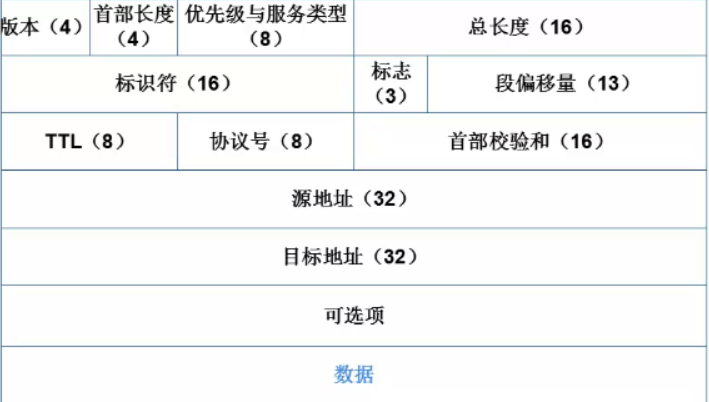 版本（4）
首部长度
（4）
优先级与服务类型
（8）
总长度（16）
标识符（16）
标志
（3）
段偏移量（13）
TTL（8）
协议号（8）
首部校验和（16）
源地址（32）
目标地址（32）
可选项
数据